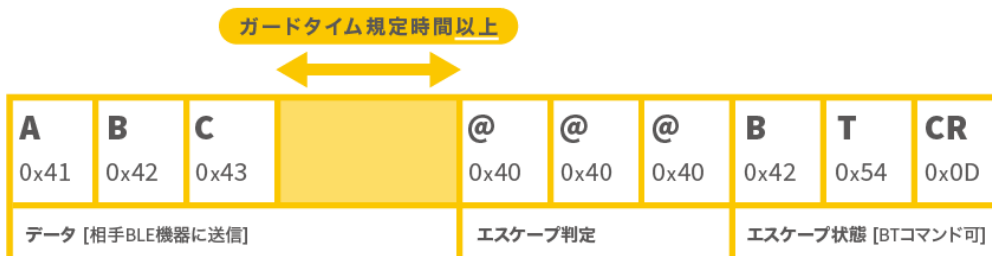 ガードタイム規定時間以上
A B C @ @ @ B T CR
0x41 0x42 0x43 0x40 0x40 0x40 0x42 0x54 0x0D
データ [相手BLE機器に送信] エスケープ判定 エスケープ状態 [BTコマンド可]